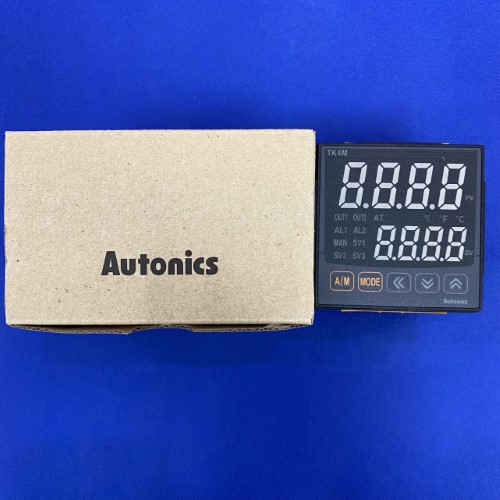 Autonics
TK4M
8.8.8.8 PV
OUT1 OUT2 AT % °F °C
AL1 AL2
MAN SV1
SV2 SV3
8.8.8.8 SV
A/M MODE
Autonics